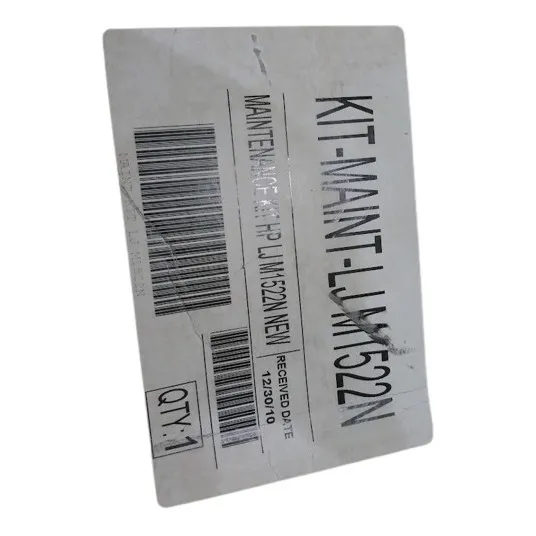 KIT-MAINT-LJM1522N
MAINTENANCE KIT HP LJ M1522N NEW
RECEIVED DATE
12/30/10
QTY: 1